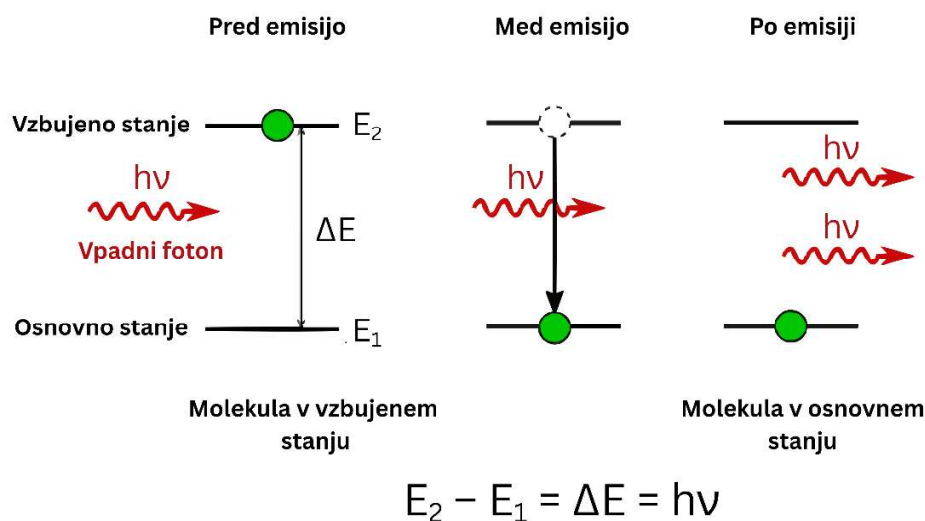 Pred emisijo
Med emisijo
Po emisiji
Vzbujeno stanje
E₂
hν
Vpadni foton
ΔE
Osnovno stanje
E₁
hν
hν
hν
Molekula v vzbujenem
stanju
Molekula v osnovnem
stanju
E₂ – E₁ = ΔE = hν